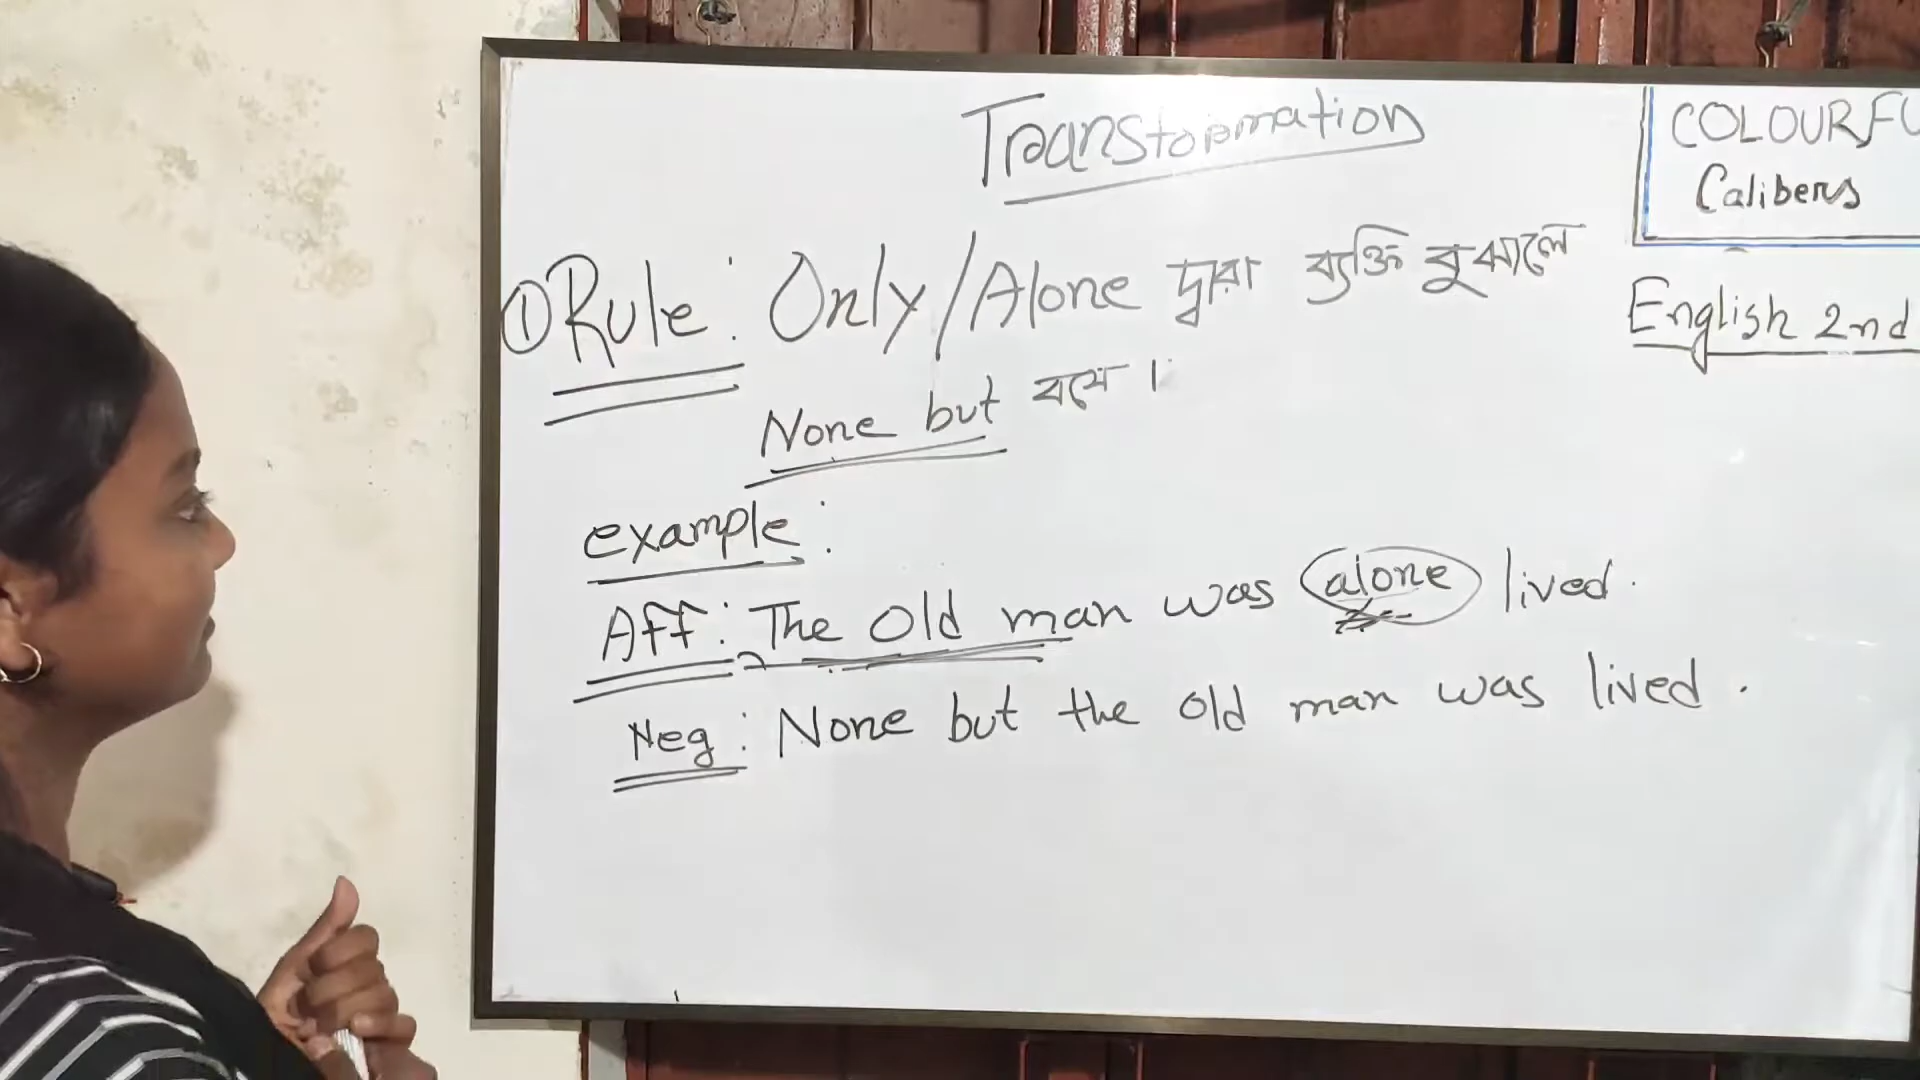 Transformation
COLOURFU
Calibers
English 2nd
① Rule: Only/Alone দ্বারা ব্যক্তি বুঝালে
None but বসে।
example:
Aff: The Old man was alone lived.
Neg: None but the old man was lived.